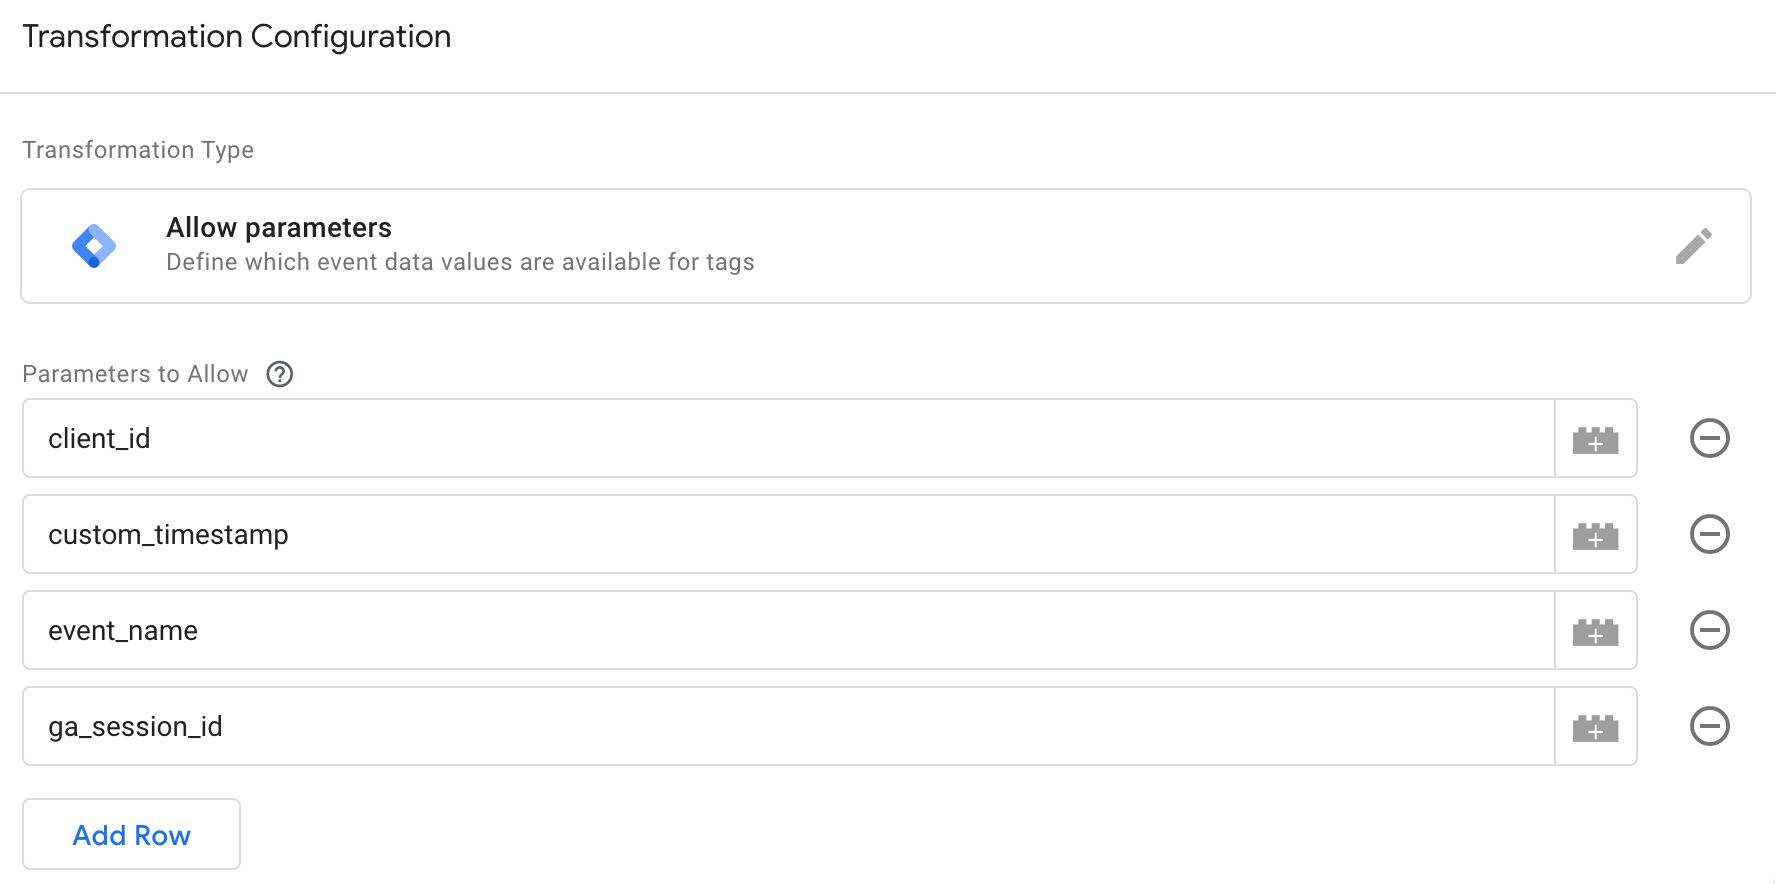 Transformation Configuration
Transformation Type
Allow parameters
Define which event data values are available for tags
Parameters to Allow
client_id
custom_timestamp
event_name
ga_session_id
Add Row